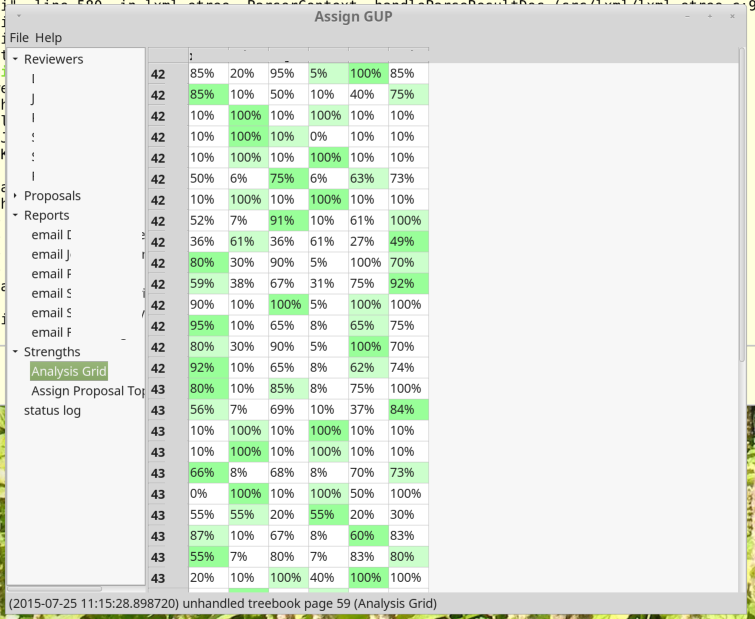 Assign GUP
File Help
Reviewers
J
Proposals
Reports
email
email
email
email S
email S
email
Strengths
Analysis Grid
Assign Proposal Top
status log
42 85% 20% 95% 5% 100% 85%
42 85% 10% 50% 10% 40% 75%
42 10% 100% 10% 100% 10% 10%
42 10% 100% 10% 0% 10% 10%
42 10% 100% 10% 100% 10% 10%
42 50% 6% 75% 6% 63% 73%
42 10% 100% 10% 100% 10% 10%
42 52% 7% 91% 10% 61% 100%
42 36% 61% 36% 61% 27% 49%
42 80% 30% 90% 5% 100% 70%
42 59% 38% 67% 31% 75% 92%
42 90% 10% 100% 5% 100% 100%
42 95% 10% 65% 8% 65% 75%
42 80% 30% 90% 5% 100% 70%
42 92% 10% 65% 8% 62% 74%
43 80% 10% 85% 8% 75% 100%
43 56% 7% 69% 10% 37% 84%
43 10% 100% 10% 100% 10% 10%
43 10% 100% 10% 100% 10% 10%
43 66% 8% 68% 8% 70% 73%
43 0% 100% 10% 100% 50% 100%
43 55% 55% 20% 55% 20% 30%
43 87% 10% 67% 8% 60% 83%
43 55% 7% 80% 7% 83% 80%
43 20% 10% 100% 40% 100% 100%
(2015-07-25 11:15:28.898720) unhandled treebook page 59 (Analysis Grid)